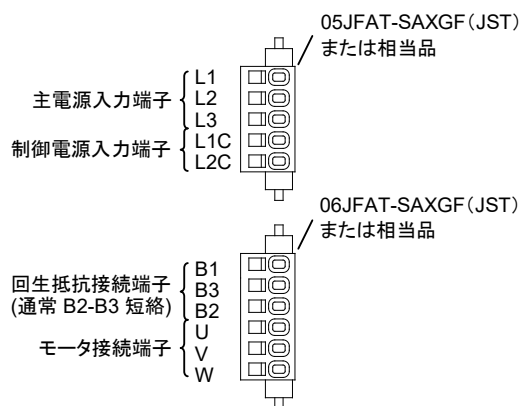 05JFAT-SAXGF(JST)
または相当品
主電源入力端子
L1
L2
L3
制御電源入力端子
L1C
L2C
06JFAT-SAXGF(JST)
または相当品
回生抵抗接続端子
(通常 B2-B3 短絡)
B1
B3
B2
モータ接続端子
U
V
W